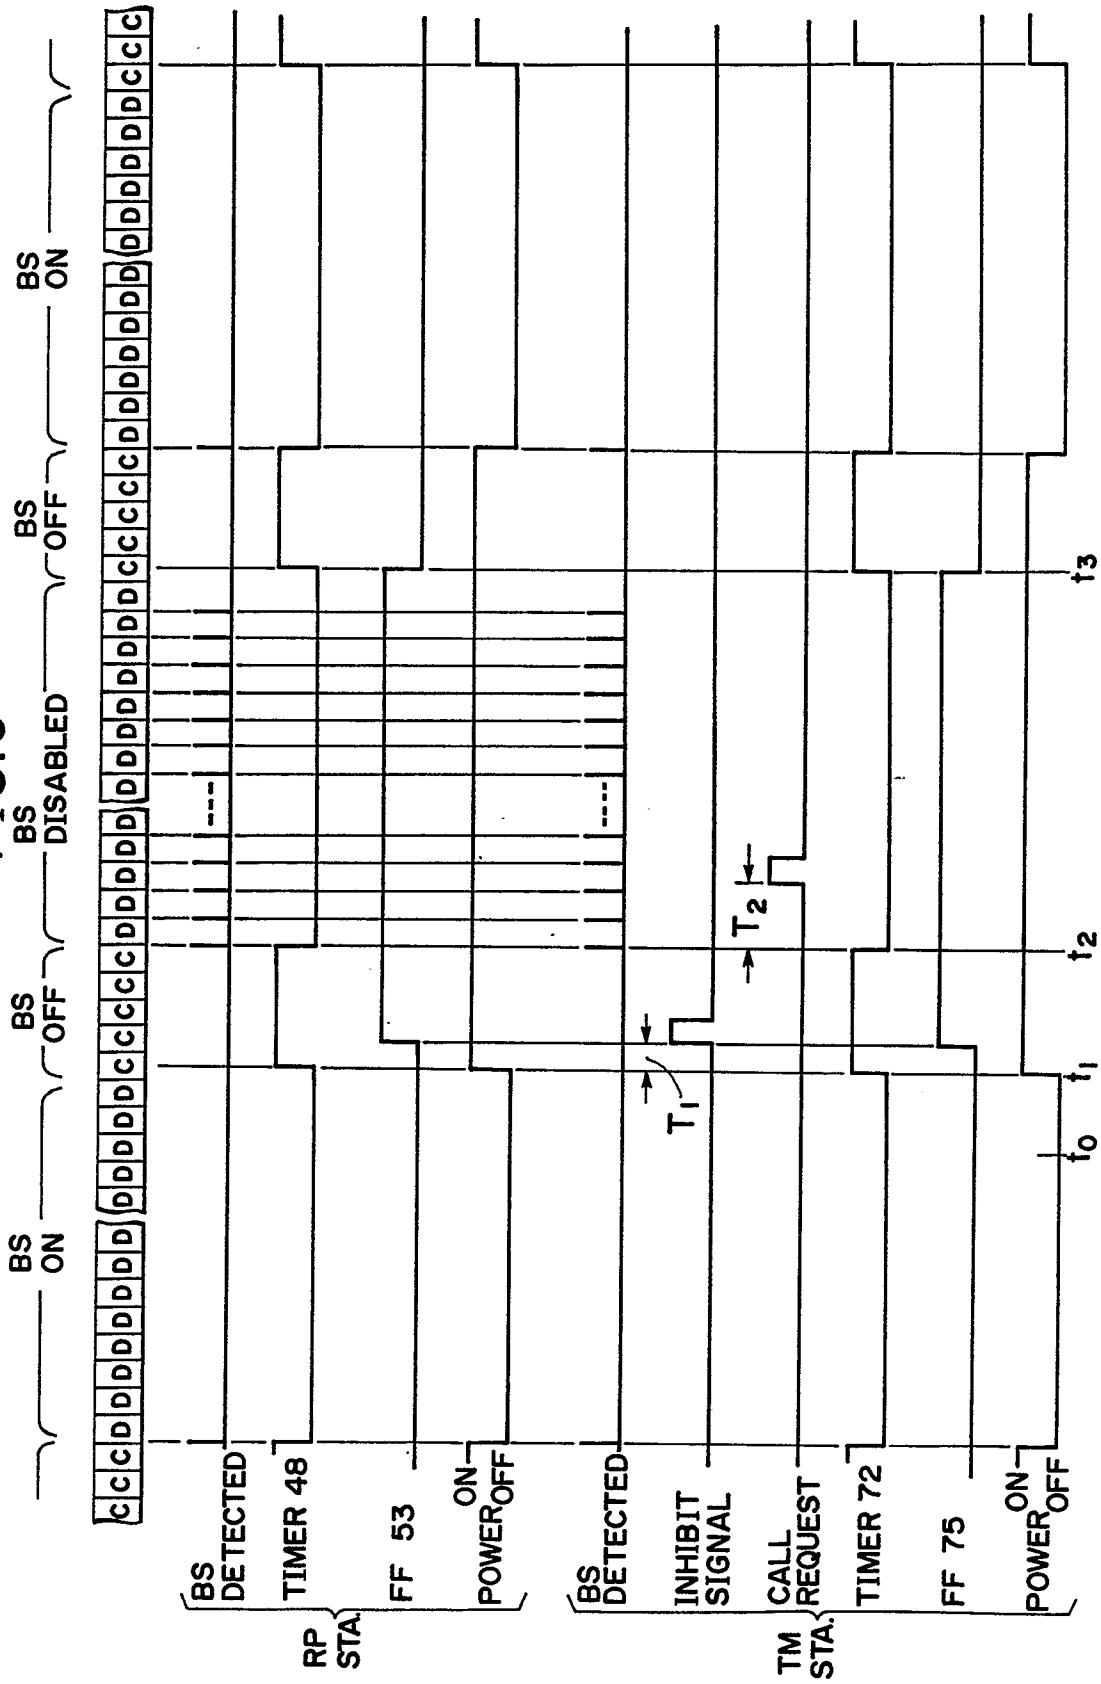 BS ON
BS OFF
BS DISABLED
BS OFF
BS ON
C C C D D D D D D D D D D D D D C C C C C D D D D D D D D D D D D D C C C C C D D D D D D D D D D D D D C C C
RP STA.
BS DETECTED
TIMER 48
FF 53
POWER ON OFF
TM STA.
BS DETECTED
INHIBIT SIGNAL
T1
CALL REQUEST
T2
TIMER 72
FF 75
POWER ON OFF
t0 t1 t2 t3